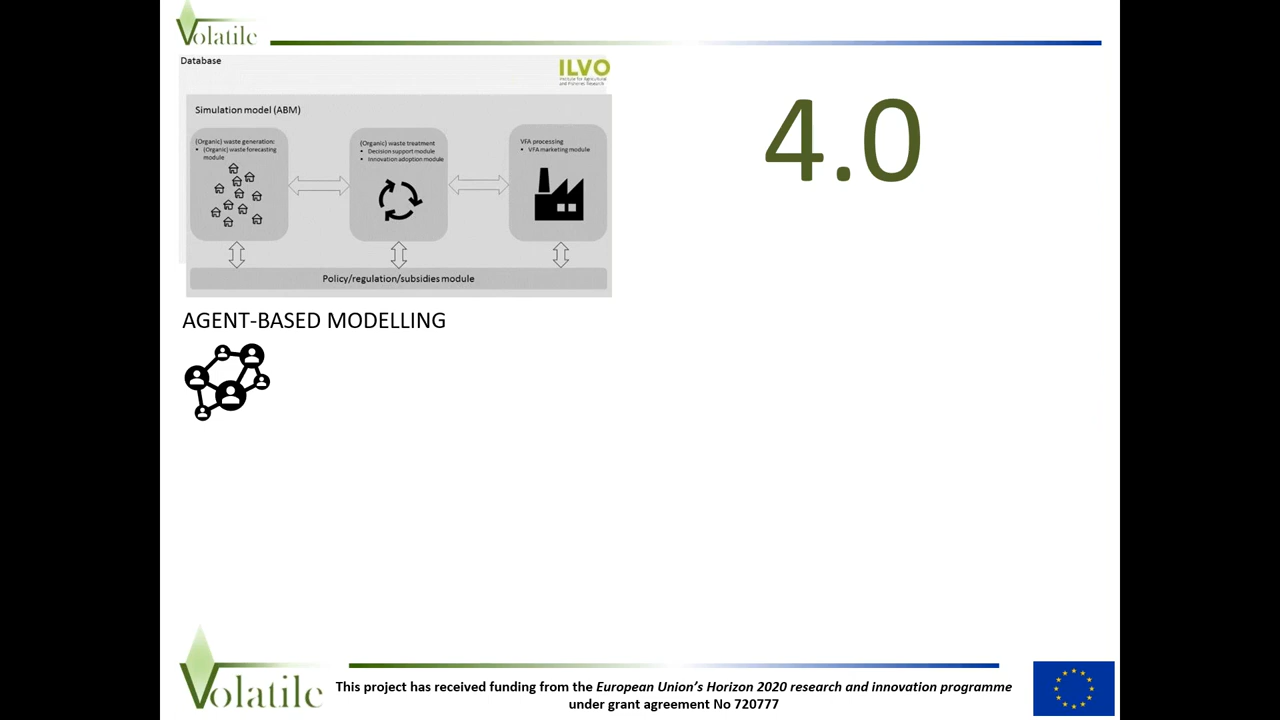 Volatile
Database
ILVO
Institute for Agricultural
and Fisheries Research
Simulation model (ABM)
(Organic) waste generation:
• (Organic) waste forecasting
module
(Organic) waste treatment
• Decision support module
• Innovation adoption module
VFA processing
• VFA marketing module
Policy/regulation/subsidies module
4.0
AGENT-BASED MODELLING
Volatile
This project has received funding from the European Union’s Horizon 2020 research and innovation programme
under grant agreement No 720777